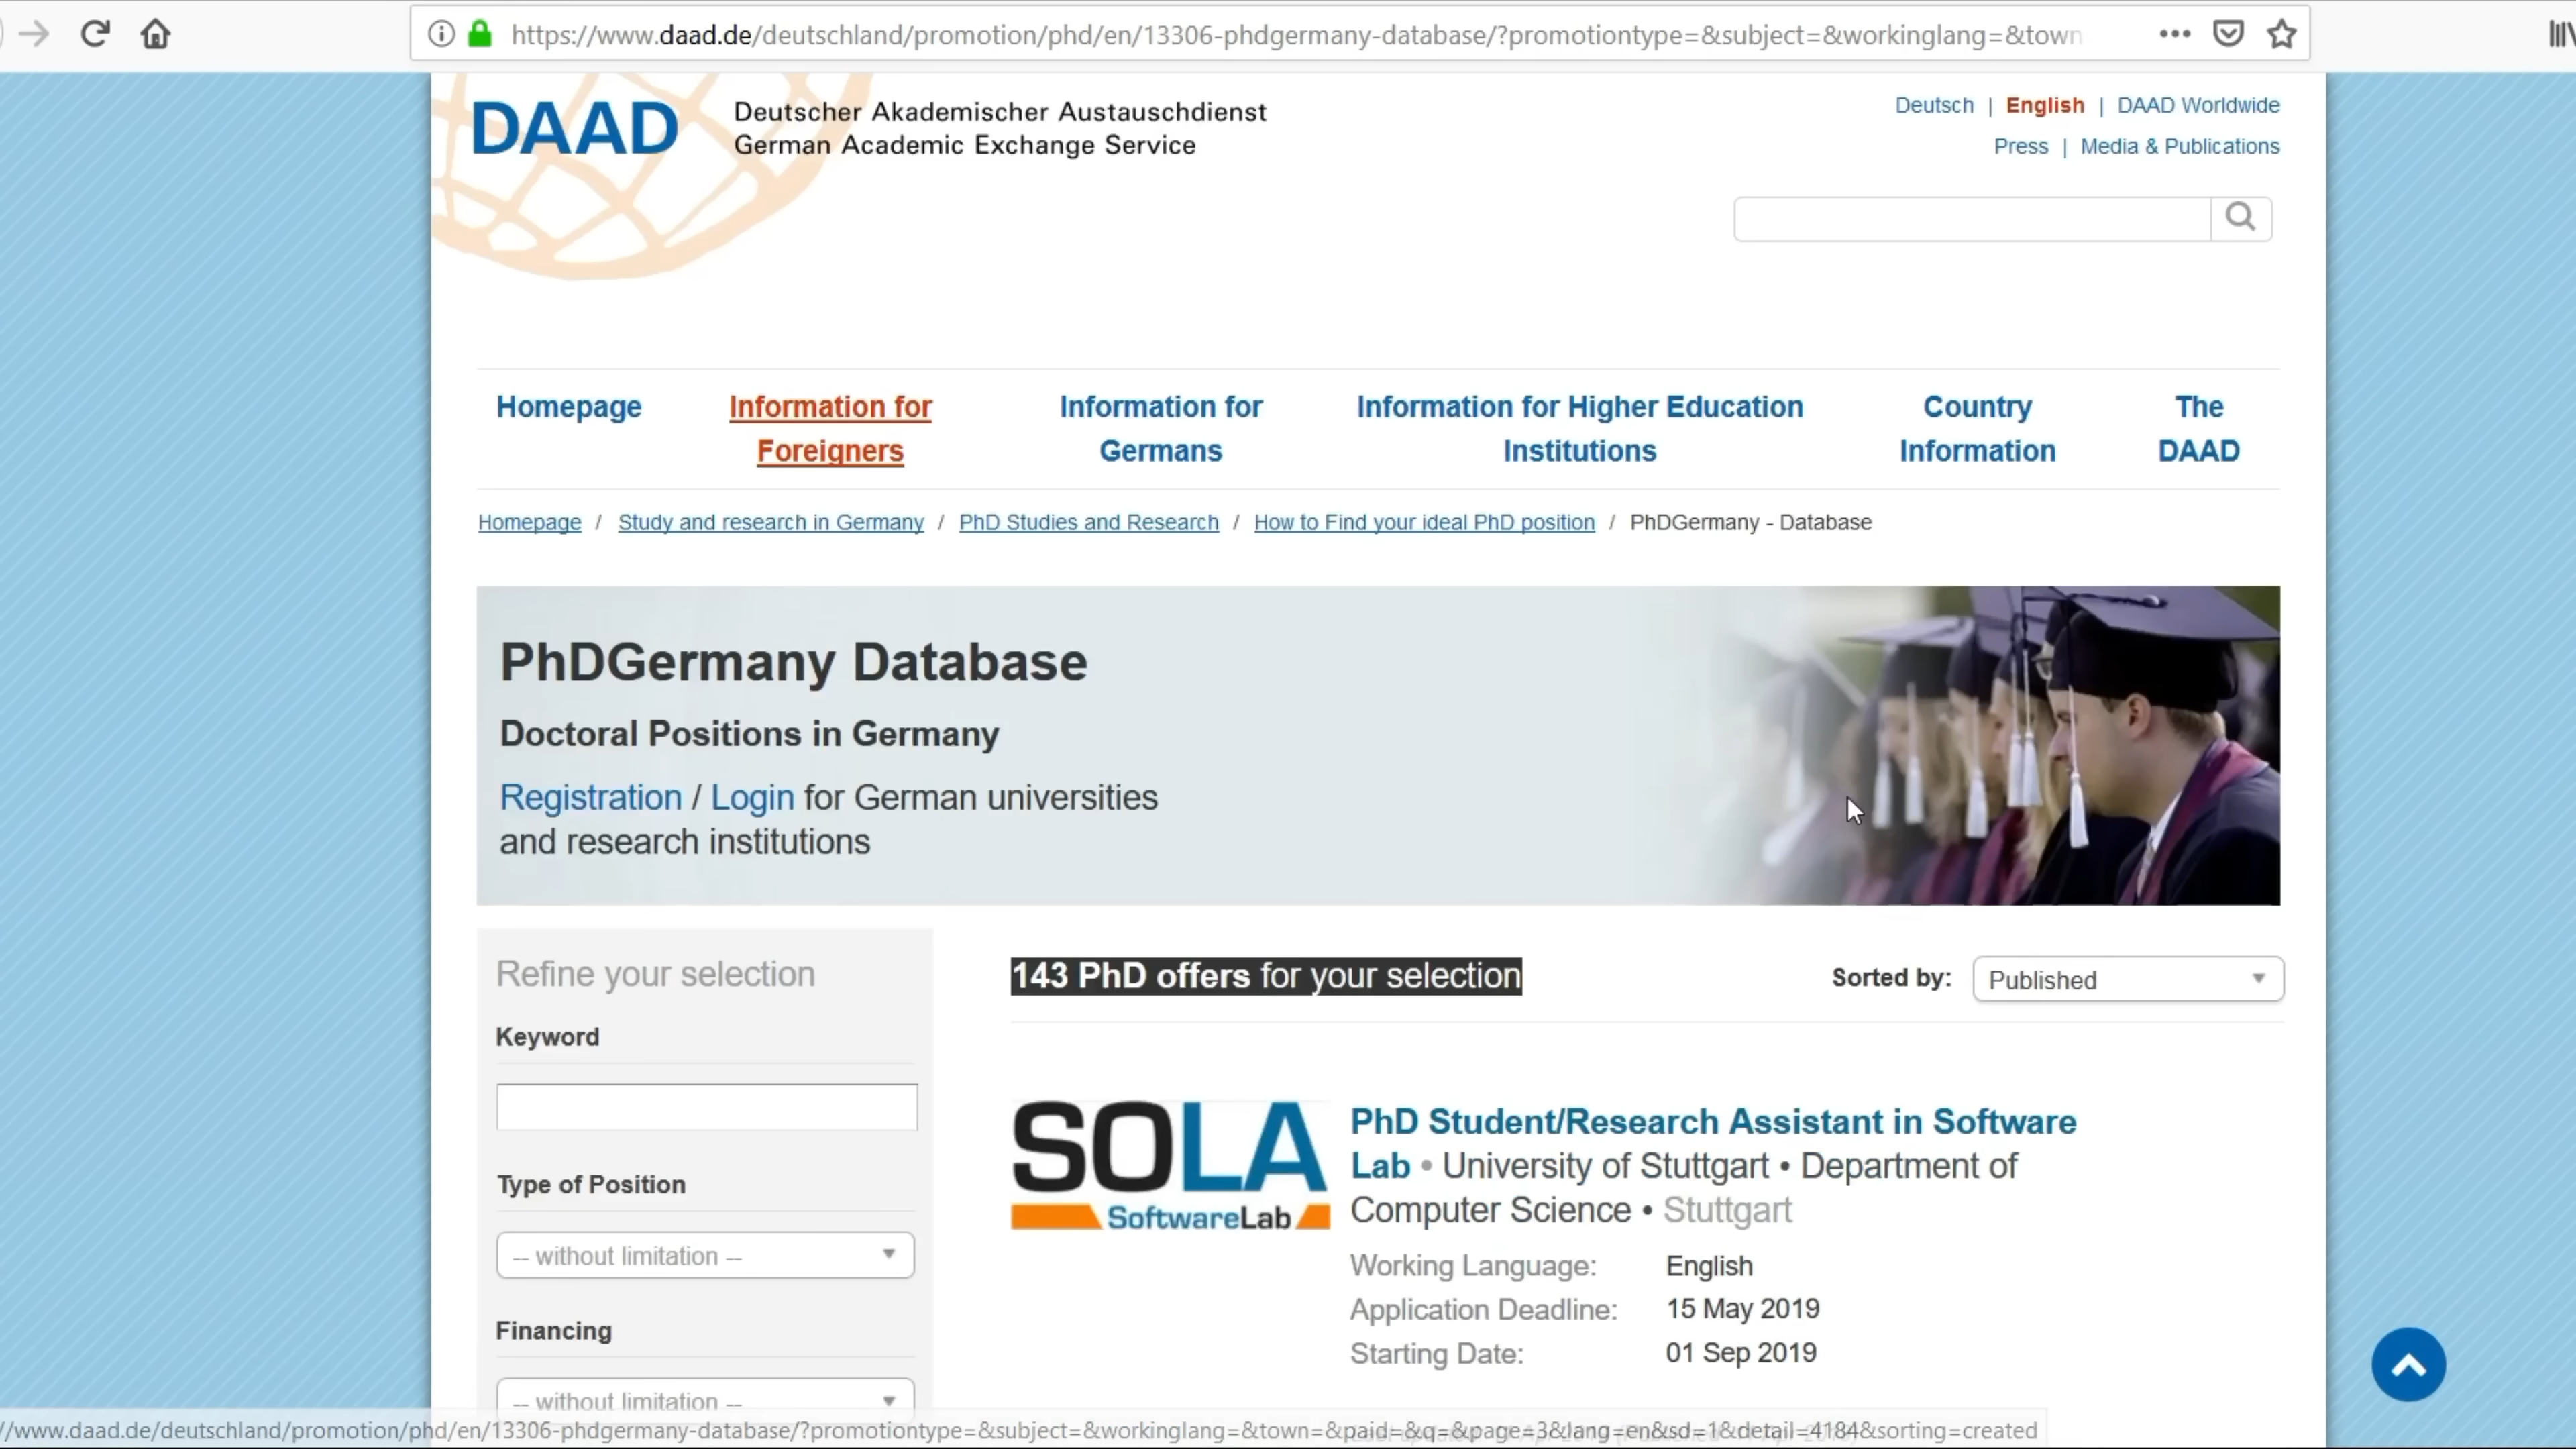 https://www.daad.de/deutschland/promotion/phd/en/13306-phdgermany-database/?promotiontype=&subject=&workinglang=&town
DAAD
Deutscher Akademischer Austauschdienst
German Academic Exchange Service
Deutsch | English | DAAD Worldwide
Press | Media & Publications
Homepage
Information for
Foreigners
Information for
Germans
Information for Higher Education
Institutions
Country
Information
The
DAAD
Homepage / Study and research in Germany / PhD Studies and Research / How to Find your ideal PhD position / PhDGermany - Database
PhDGermany Database
Doctoral Positions in Germany
Registration / Login for German universities
and research institutions
Refine your selection
Keyword
Type of Position
-- without limitation --
Financing
-- without limitation --
143 PhD offers for your selection
Sorted by: Published
SOLA
SoftwareLab
PhD Student/Research Assistant in Software
Lab • University of Stuttgart • Department of
Computer Science • Stuttgart
Working Language: English
Application Deadline: 15 May 2019
Starting Date: 01 Sep 2019
//www.daad.de/deutschland/promotion/phd/en/13306-phdgermany-database/?promotiontype=&subject=&workinglang=&town=&paid=&q=&page=3&lang=en&sd=1&detail=4184&sorting=created